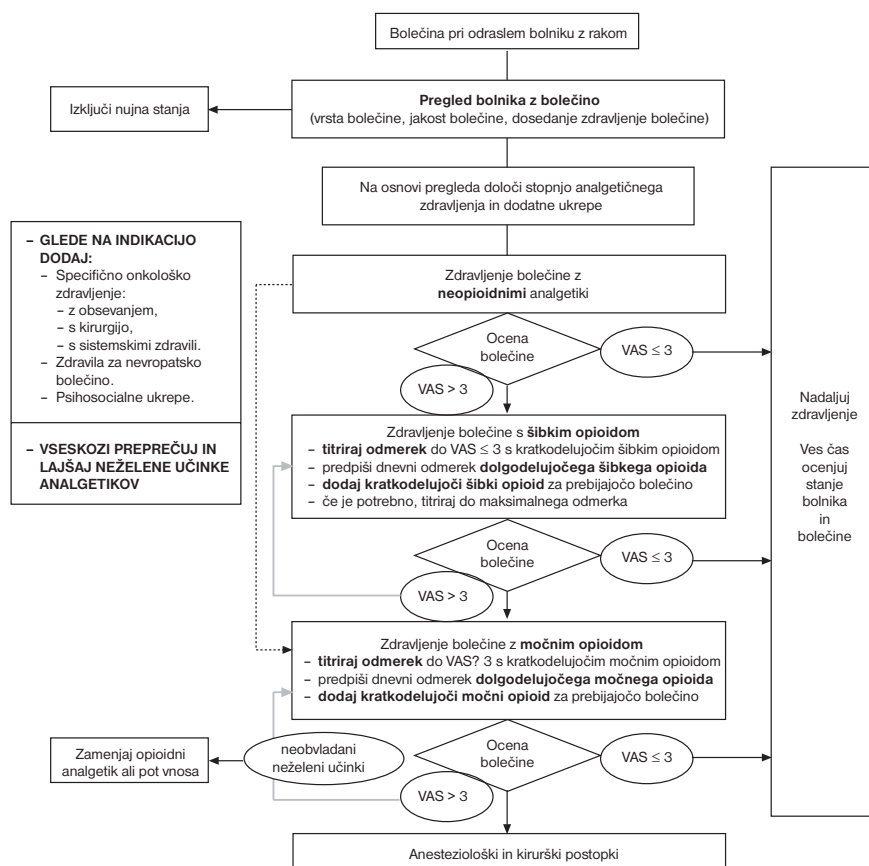 Bolečina pri odraslem bolniku z rakom
Izključi nujna stanja
Pregled bolnika z bolečino
(vrsta bolečine, jakost bolečine, dosedanje zdravljenje bolečine)
Na osnovi pregleda določi stopnjo analgetičnega
zdravljenja in dodatne ukrepe
– GLEDE NA INDIKACIJO
DODAJ:
– Specifično onkološko
zdravljenje:
– z obsevanjem,
– s kirurgijo,
– s sistemskimi zdravili.
– Zdravila za nevropatsko
bolečino.
– Psihosocialne ukrepe.
– VSESKOZI PREPREČUJ IN
LAJŠAJ NEŽELENE UČINKE
ANALGETIKOV
Zdravljenje bolečine z
neopioidnimi analgetiki
Ocena
bolečine
VAS ≤ 3
VAS > 3
Zdravljenje bolečine s šibkim opioidom
– titriraj odmerek do VAS ≤ 3 s kratkodelujočim šibkim opioidom
– predpiši dnevni odmerek dolgodelujočega šibkega opioida
– dodaj kratkodelujoči šibki opioid za prebijajočo bolečino
– če je potrebno, titriraj do maksimalnega odmerka
Ocena
bolečine
VAS ≤ 3
VAS > 3
Zdravljenje bolečine z močnim opioidom
– titriraj odmerek do VAS? 3 s kratkodelujočim močnim opioidom
– predpiši dnevni odmerek dolgodelujočega močnega opioida
– dodaj kratkodelujoči močni opioid za prebijajočo bolečino
Ocena
bolečine
VAS ≤ 3
VAS > 3
neobvladani
neželeni učinki
Zamenjaj opioidni
analgetik ali pot vnosa
Anesteziološki in kirurški postopki
Nadaljuj
zdravljenje
Ves čas
ocenjuj
stanje
bolnika
in
bolečine